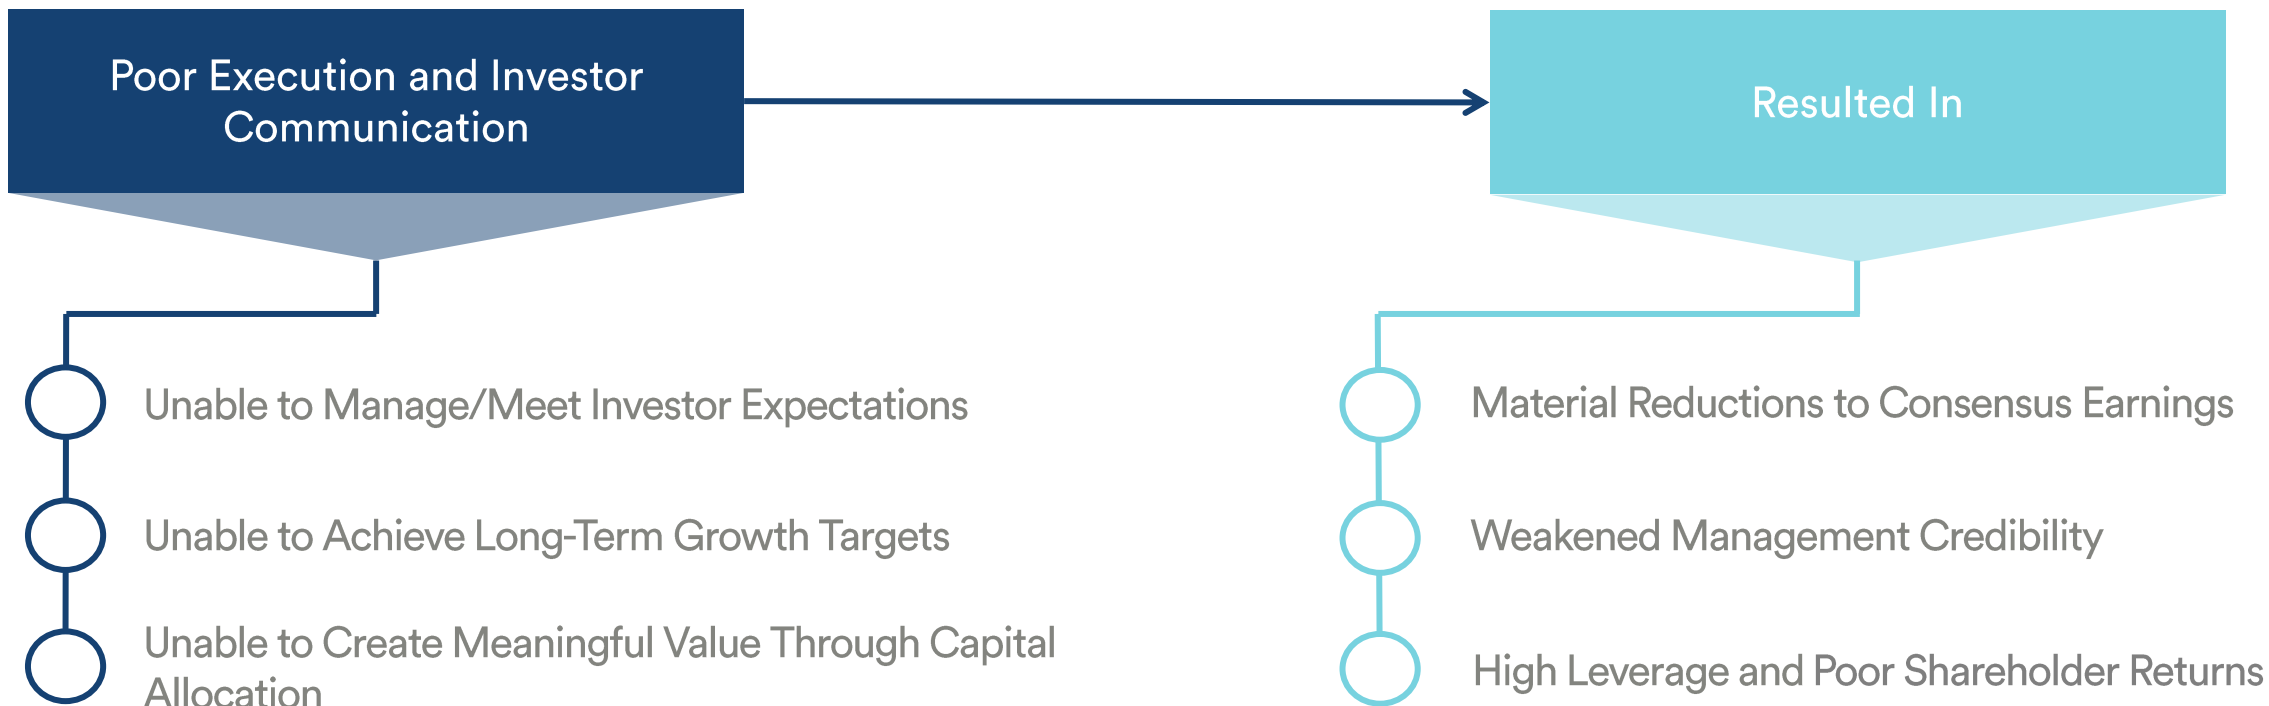 Poor Execution and Investor
Communication
Resulted In
Unable to Manage/Meet Investor Expectations
Unable to Achieve Long-Term Growth Targets
Unable to Create Meaningful Value Through Capital
Allocation
Material Reductions to Consensus Earnings
Weakened Management Credibility
High Leverage and Poor Shareholder Returns